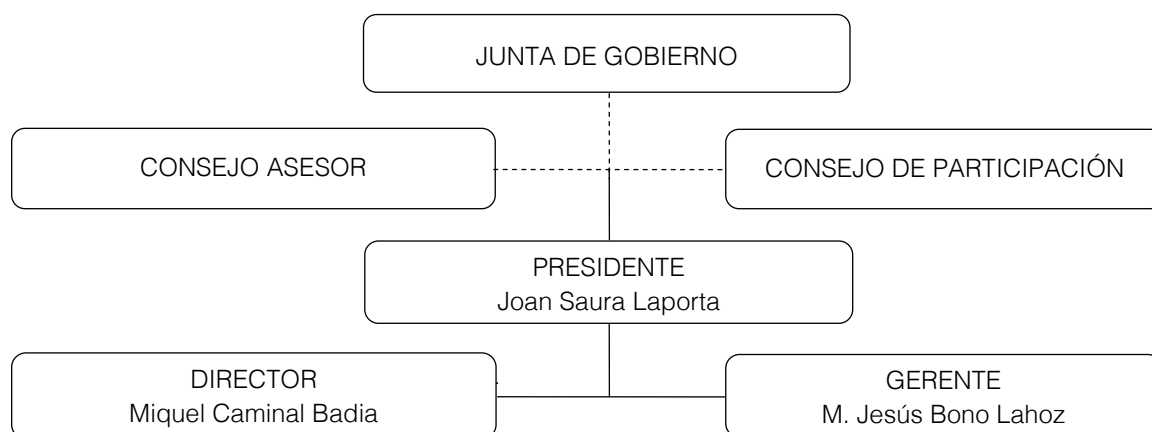 JUNTA DE GOBIERNO
CONSEJO ASESOR
CONSEJO DE PARTICIPACIÓN
PRESIDENTE
Joan Saura Laporta
DIRECTOR
Miquel Caminal Badia
GERENTE
M. Jesús Bono Lahoz